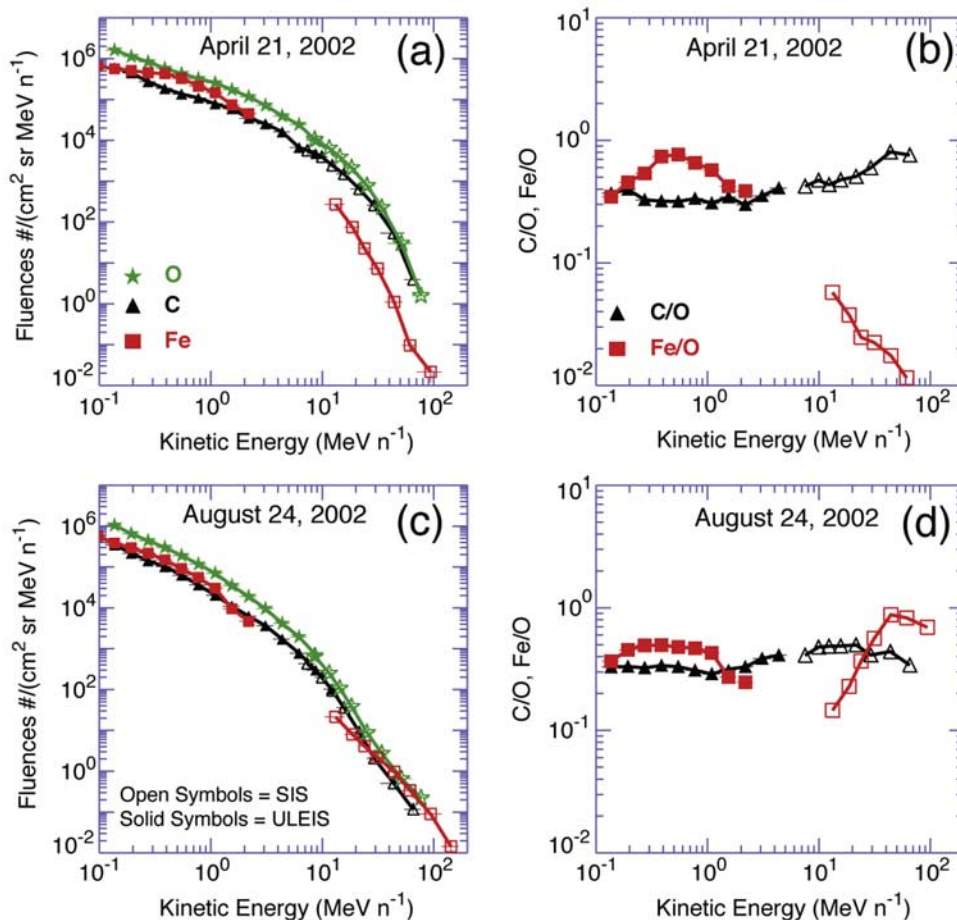 April 21, 2002
(a)
10^6
10^4
10^2
10^0
10^-2
Fluences #/(cm^2 sr MeV n^-1)
O
C
Fe
10^-1
10^0
10^1
10^2
Kinetic Energy (MeV n^-1)
April 21, 2002
(b)
10^1
10^0
10^-1
10^-2
C/O, Fe/O
C/O
Fe/O
10^-1
10^0
10^1
10^2
Kinetic Energy (MeV n^-1)
August 24, 2002
(c)
10^6
10^4
10^2
10^0
10^-2
Fluences #/(cm^2 sr MeV n^-1)
Open Symbols = SIS
Solid Symbols = ULEIS
10^-1
10^0
10^1
10^2
Kinetic Energy (MeV n^-1)
August 24, 2002
(d)
10^1
10^0
10^-1
10^-2
C/O, Fe/O
10^-1
10^0
10^1
10^2
Kinetic Energy (MeV n^-1)